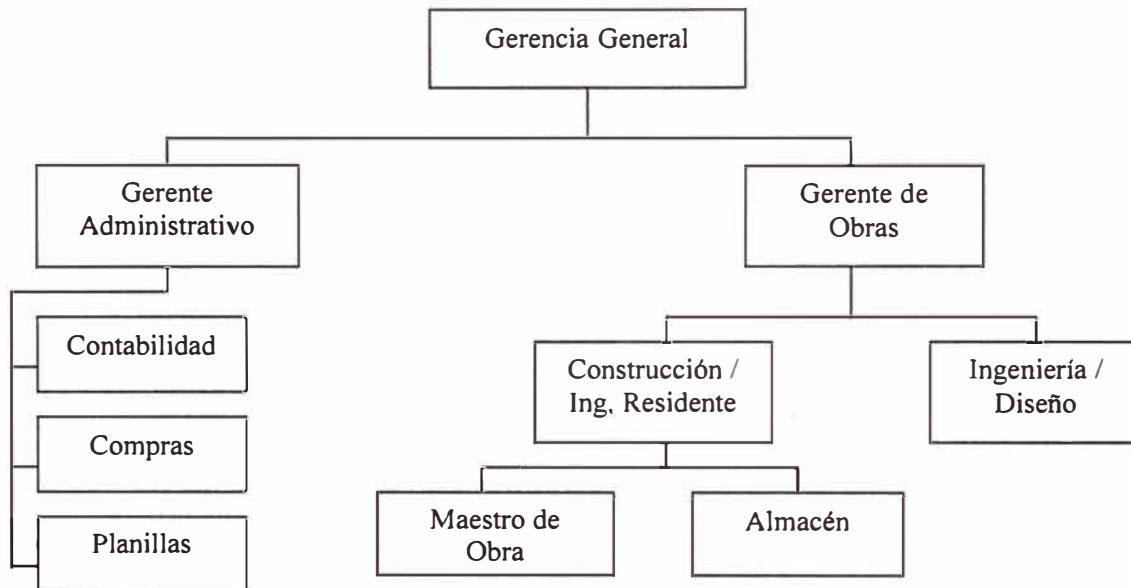 Gerencia General
Gerente
Administrativo
Gerente de
Obras
Contabilidad
Compras
Planillas
Construcción /
Ing. Residente
Ingeniería /
Diseño
Maestro de
Obra
Almacén